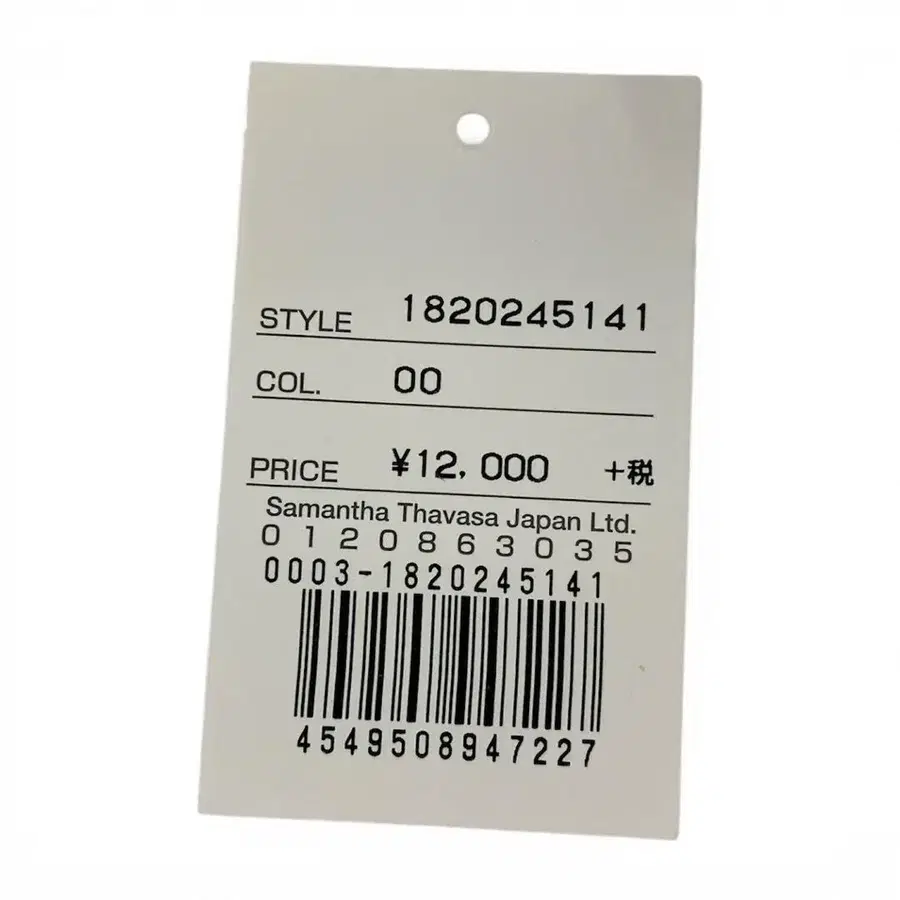 STYLE 1820245141
COL. 00
PRICE ¥12,000 +税
Samantha Thavasa Japan Ltd.
0120863035
0003-1820245141
4549508947227